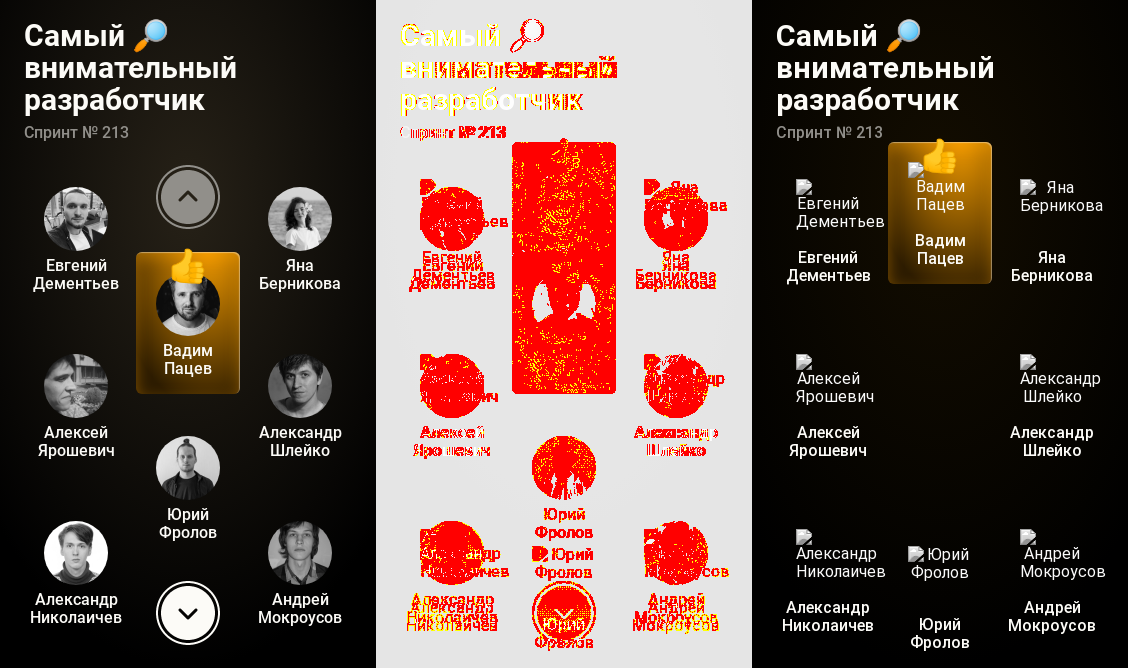 Самый 🔎
внимательный
разработчик
Спринт № 213
Евгений
Дементьев
Яна
Берникова
👍
Вадим
Пацев
Алексей
Ярошевич
Александр
Шлейко
Юрий
Фролов
Александр
Николаичев
Андрей
Мокроусов
Самый
внимательный
разработчик
Спринт № 213
Яна
Евгений
Дементьев
Яна
Берникова
Алексей
Ярошевич
Александр
Шлейко
Юрий
Фролов
Юрий
Фролов
Александр
Николаичев
Андрей
Мокроусов
Юрий
Фролов
Самый 🔎
внимательный
разработчик
Спринт № 213
Евгений
Дементьев
Евгений
Дементьев
👍
Вадим
Пацев
Вадим
Пацев
Яна
Берникова
Яна
Берникова
Алексей
Ярошевич
Алексей
Ярошевич
Александр
Шлейко
Александр
Шлейко
Александр
Николаичев
Александр
Николаичев
Юрий
Фролов
Юрий
Фролов
Андрей
Мокроусов
Андрей
Мокроусов